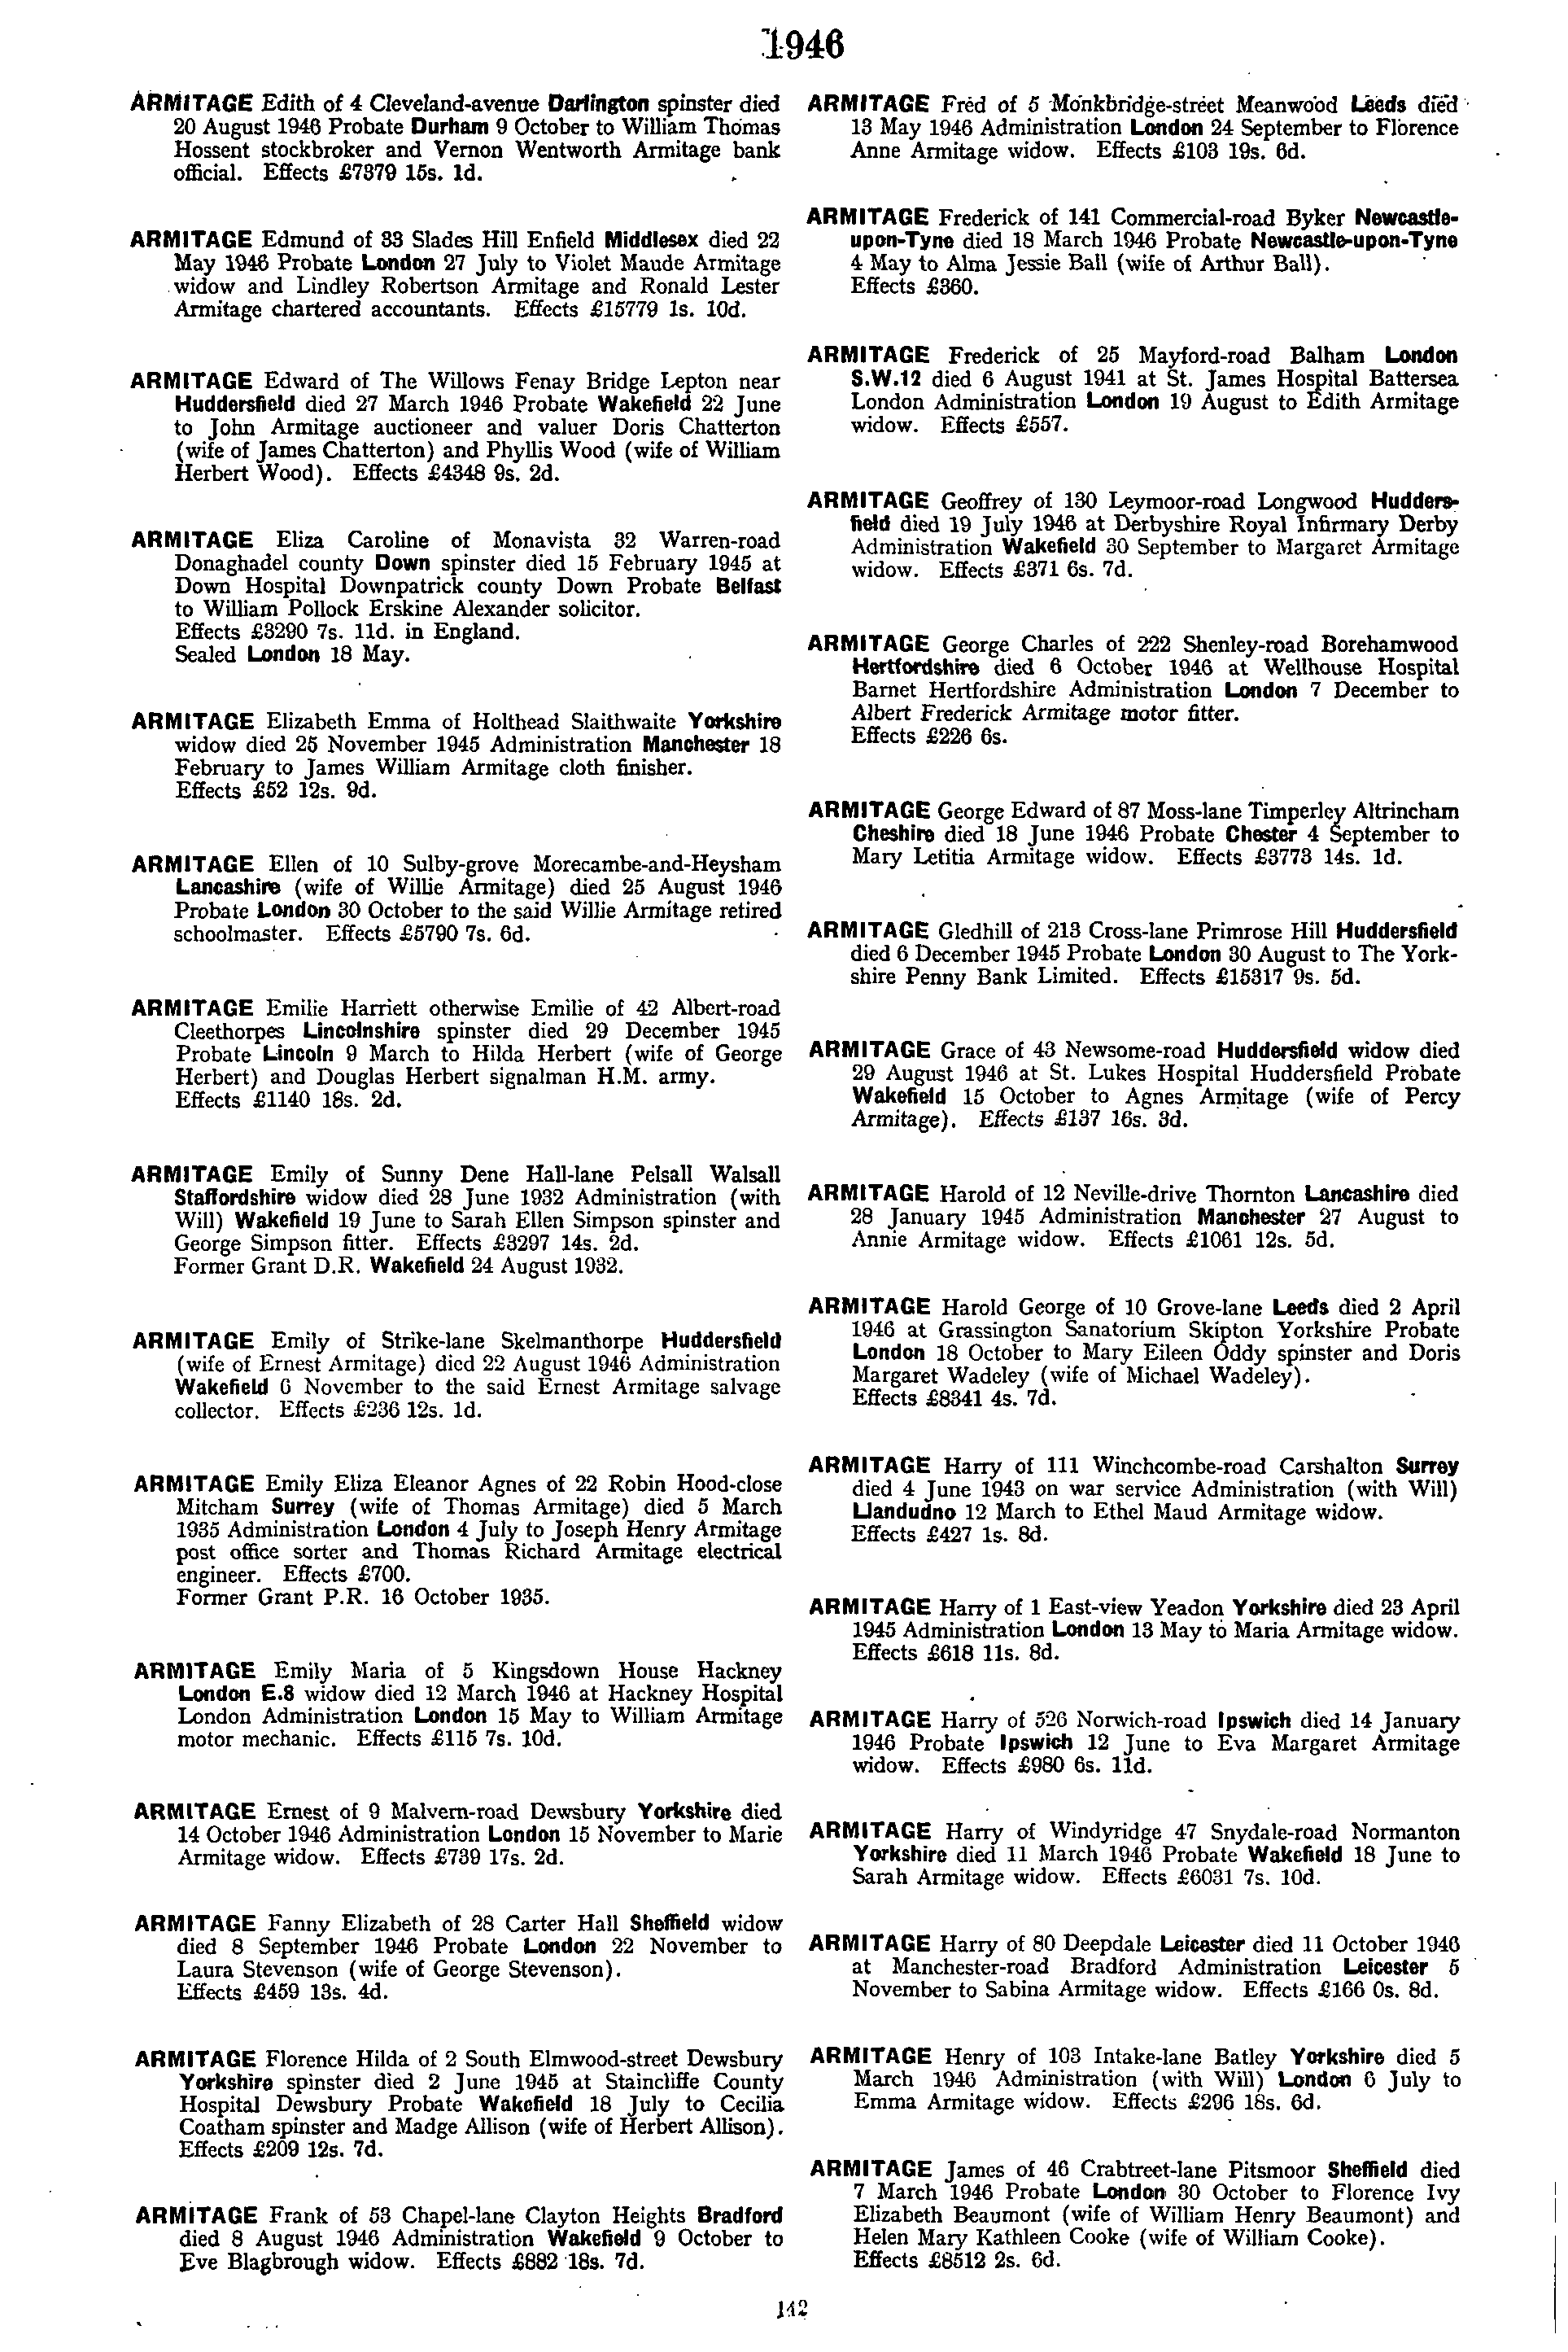 1946
ARMITAGE Edith of 4 Cleveland-avenue Darlington spinster died
20 August 1946 Probate Durham 9 October to William Thomas
Hossent stockbroker and Vernon Wentworth Armitage bank
official. Effects £7379 15s. 1d.
ARMITAGE Edmund of 33 Slades Hill Enfield Middlesex died 22
May 1946 Probate London 27 July to Violet Maude Armitage
widow and Lindley Robertson Armitage and Ronald Lester
Armitage chartered accountants. Effects £15779 1s. 10d.
ARMITAGE Edward of The Willows Fenay Bridge Lepton near
Huddersfield died 27 March 1946 Probate Wakefield 22 June
to John Armitage auctioneer and valuer Doris Chatterton
(wife of James Chatterton) and Phyllis Wood (wife of William
Herbert Wood). Effects £4348 9s. 2d.
ARMITAGE Eliza Caroline of Monavista 32 Warren-road
Donaghadel county Down spinster died 15 February 1945 at
Down Hospital Downpatrick county Down Probate Belfast
to William Pollock Erskine Alexander solicitor.
Effects £3290 7s. 11d. in England.
Sealed London 18 May.
ARMITAGE Elizabeth Emma of Holthead Slaithwaite Yorkshire
widow died 25 November 1945 Administration Manchester 18
February to James William Armitage cloth finisher.
Effects £52 12s. 9d.
ARMITAGE Ellen of 10 Sulby-grove Morecambe-and-Heysham
Lancashire (wife of Willie Armitage) died 25 August 1946
Probate London 30 October to the said Willie Armitage retired
schoolmaster. Effects £5790 7s. 6d.
ARMITAGE Emilie Harriett otherwise Emilie of 42 Albert-road
Cleethorpes Lincolnshire spinster died 29 December 1945
Probate Lincoln 9 March to Hilda Herbert (wife of George
Herbert) and Douglas Herbert signalman H.M. army.
Effects £1140 18s. 2d.
ARMITAGE Emily of Sunny Dene Hall-lane Pelsall Walsall
Staffordshire widow died 28 June 1932 Administration (with
Will) Wakefield 19 June to Sarah Ellen Simpson spinster and
George Simpson fitter. Effects £3297 14s. 2d.
Former Grant D.R. Wakefield 24 August 1932.
ARMITAGE Emily of Strike-lane Skelmanthorpe Huddersfield
(wife of Ernest Armitage) died 22 August 1946 Administration
Wakefield 6 November to the said Ernest Armitage salvage
collector. Effects £236 12s. 1d.
ARMITAGE Emily Eliza Eleanor Agnes of 22 Robin Hood-close
Mitcham Surrey (wife of Thomas Armitage) died 5 March
1935 Administration London 4 July to Joseph Henry Armitage
post office sorter and Thomas Richard Armitage electrical
engineer. Effects £700.
Former Grant P.R. 16 October 1935.
ARMITAGE Emily Maria of 5 Kingsdown House Hackney
London E.8 widow died 12 March 1946 at Hackney Hospital
London Administration London 15 May to William Armitage
motor mechanic. Effects £115 7s. 10d.
ARMITAGE Ernest of 9 Malvern-road Dewsbury Yorkshire died
14 October 1946 Administration London 15 November to Marie
Armitage widow. Effects £739 17s. 2d.
ARMITAGE Fanny Elizabeth of 28 Carter Hall Sheffield widow
died 8 September 1946 Probate London 22 November to
Laura Stevenson (wife of George Stevenson).
Effects £459 13s. 4d.
ARMITAGE Florence Hilda of 2 South Elmwood-street Dewsbury
Yorkshire spinster died 2 June 1945 at Staincliffe County
Hospital Dewsbury Probate Wakefield 18 July to Cecilia
Coatham spinster and Madge Allison (wife of Herbert Allison).
Effects £209 12s. 7d.
ARMITAGE Frank of 53 Chapel-lane Clayton Heights Bradford
died 8 August 1946 Administration Wakefield 9 October to
Eve Blagbrough widow. Effects £882 18s. 7d.
ARMITAGE Fred of 5 Monkbridge-street Meanwood Leeds died
13 May 1946 Administration London 24 September to Florence
Anne Armitage widow. Effects £103 19s. 6d.
ARMITAGE Frederick of 141 Commercial-road Byker Newcastle-
upon-Tyne died 18 March 1946 Probate Newcastle-upon-Tyne
4 May to Alma Jessie Ball (wife of Arthur Ball).
Effects £360.
ARMITAGE Frederick of 25 Mayford-road Balham London
S.W.12 died 6 August 1941 at St. James Hospital Battersea
London Administration London 19 August to Edith Armitage
widow. Effects £557.
ARMITAGE Geoffrey of 130 Leymoor-road Longwood Hudders-
field died 19 July 1946 at Derbyshire Royal Infirmary Derby
Administration Wakefield 30 September to Margaret Armitage
widow. Effects £371 6s. 7d.
ARMITAGE George Charles of 222 Shenley-road Borehamwood
Hertfordshire died 6 October 1946 at Wellhouse Hospital
Barnet Hertfordshire Administration London 7 December to
Albert Frederick Armitage motor fitter.
Effects £226 6s.
ARMITAGE George Edward of 87 Moss-lane Timperley Altrincham
Cheshire died 18 June 1946 Probate Chester 4 September to
Mary Letitia Armitage widow. Effects £3773 14s. 1d.
ARMITAGE Gledhill of 213 Cross-lane Primrose Hill Huddersfield
died 6 December 1945 Probate London 30 August to The York-
shire Penny Bank Limited. Effects £15317 9s. 5d.
ARMITAGE Grace of 43 Newsome-road Huddersfield widow died
29 August 1946 at St. Lukes Hospital Huddersfield Probate
Wakefield 15 October to Agnes Armitage (wife of Percy
Armitage). Effects £137 16s. 3d.
ARMITAGE Harold of 12 Neville-drive Thornton Lancashire died
28 January 1945 Administration Manchester 27 August to
Annie Armitage widow. Effects £1061 12s. 5d.
ARMITAGE Harold George of 10 Grove-lane Leeds died 2 April
1946 at Grassington Sanatorium Skipton Yorkshire Probate
London 18 October to Mary Eileen Oddy spinster and Doris
Margaret Wadeley (wife of Michael Wadeley).
Effects £8341 4s. 7d.
ARMITAGE Harry of 111 Winchcombe-road Carshalton Surrey
died 4 June 1943 on war service Administration (with Will)
Llandudno 12 March to Ethel Maud Armitage widow.
Effects £427 1s. 8d.
ARMITAGE Harry of 1 East-view Yeadon Yorkshire died 23 April
1945 Administration London 13 May to Maria Armitage widow.
Effects £618 11s. 8d.
ARMITAGE Harry of 526 Norwich-road Ipswich died 14 January
1946 Probate Ipswich 12 June to Eva Margaret Armitage
widow. Effects £980 6s. 11d.
ARMITAGE Harry of Windyridge 47 Snydale-road Normanton
Yorkshire died 11 March 1946 Probate Wakefield 18 June to
Sarah Armitage widow. Effects £6031 7s. 10d.
ARMITAGE Harry of 80 Deepdale Leicester died 11 October 1946
at Manchester-road Bradford Administration Leicester 5
November to Sabina Armitage widow. Effects £166 0s. 8d.
ARMITAGE Henry of 103 Intake-lane Batley Yorkshire died 5
March 1946 Administration (with Will) London 6 July to
Emma Armitage widow. Effects £296 18s. 6d.
ARMITAGE James of 46 Crabtreet-lane Pitsmoor Sheffield died
7 March 1946 Probate London 30 October to Florence Ivy
Elizabeth Beaumont (wife of William Henry Beaumont) and
Helen Mary Kathleen Cooke (wife of William Cooke).
Effects £8512 2s. 6d.
142